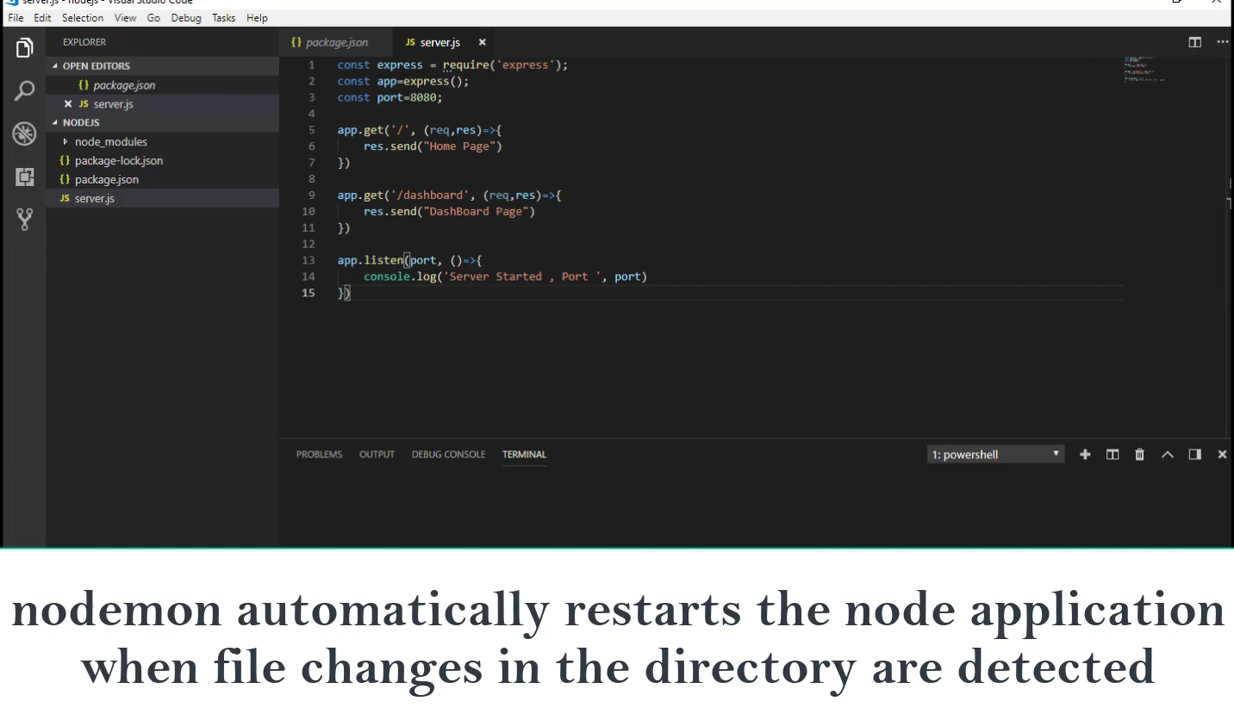 server.js - nodejs - Visual Studio Code
File Edit Selection View Go Debug Tasks Help
EXPLORER
{} package.json JS server.js ×
OPEN EDITORS
{} package.json
× JS server.js
NODEJS
node_modules
{} package-lock.json
{} package.json
JS server.js
1 const express = require('express');
2 const app=express();
3 const port=8080;
4
5 app.get('/', (req,res)=>{
6 res.send("Home Page")
7 })
8
9 app.get('/dashboard', (req,res)=>{
10 res.send("DashBoard Page")
11 })
12
13 app.listen(port, ()=>{
14 console.log('Server Started , Port ', port)
15 })
PROBLEMS OUTPUT DEBUG CONSOLE TERMINAL 1: powershell
nodemon automatically restarts the node application
when file changes in the directory are detected